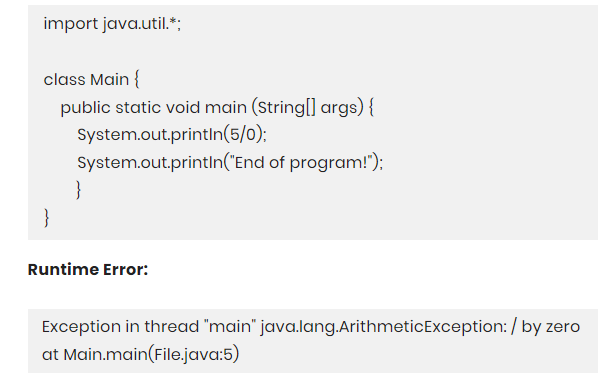 import java.util.*;
class Main {
public static void main (String[] args) {
System.out.println(5/0);
System.out.println("End of program!");
}
}
Runtime Error:
Exception in thread "main" java.lang.ArithmeticException: / by zero
at Main.main(File.java:5)